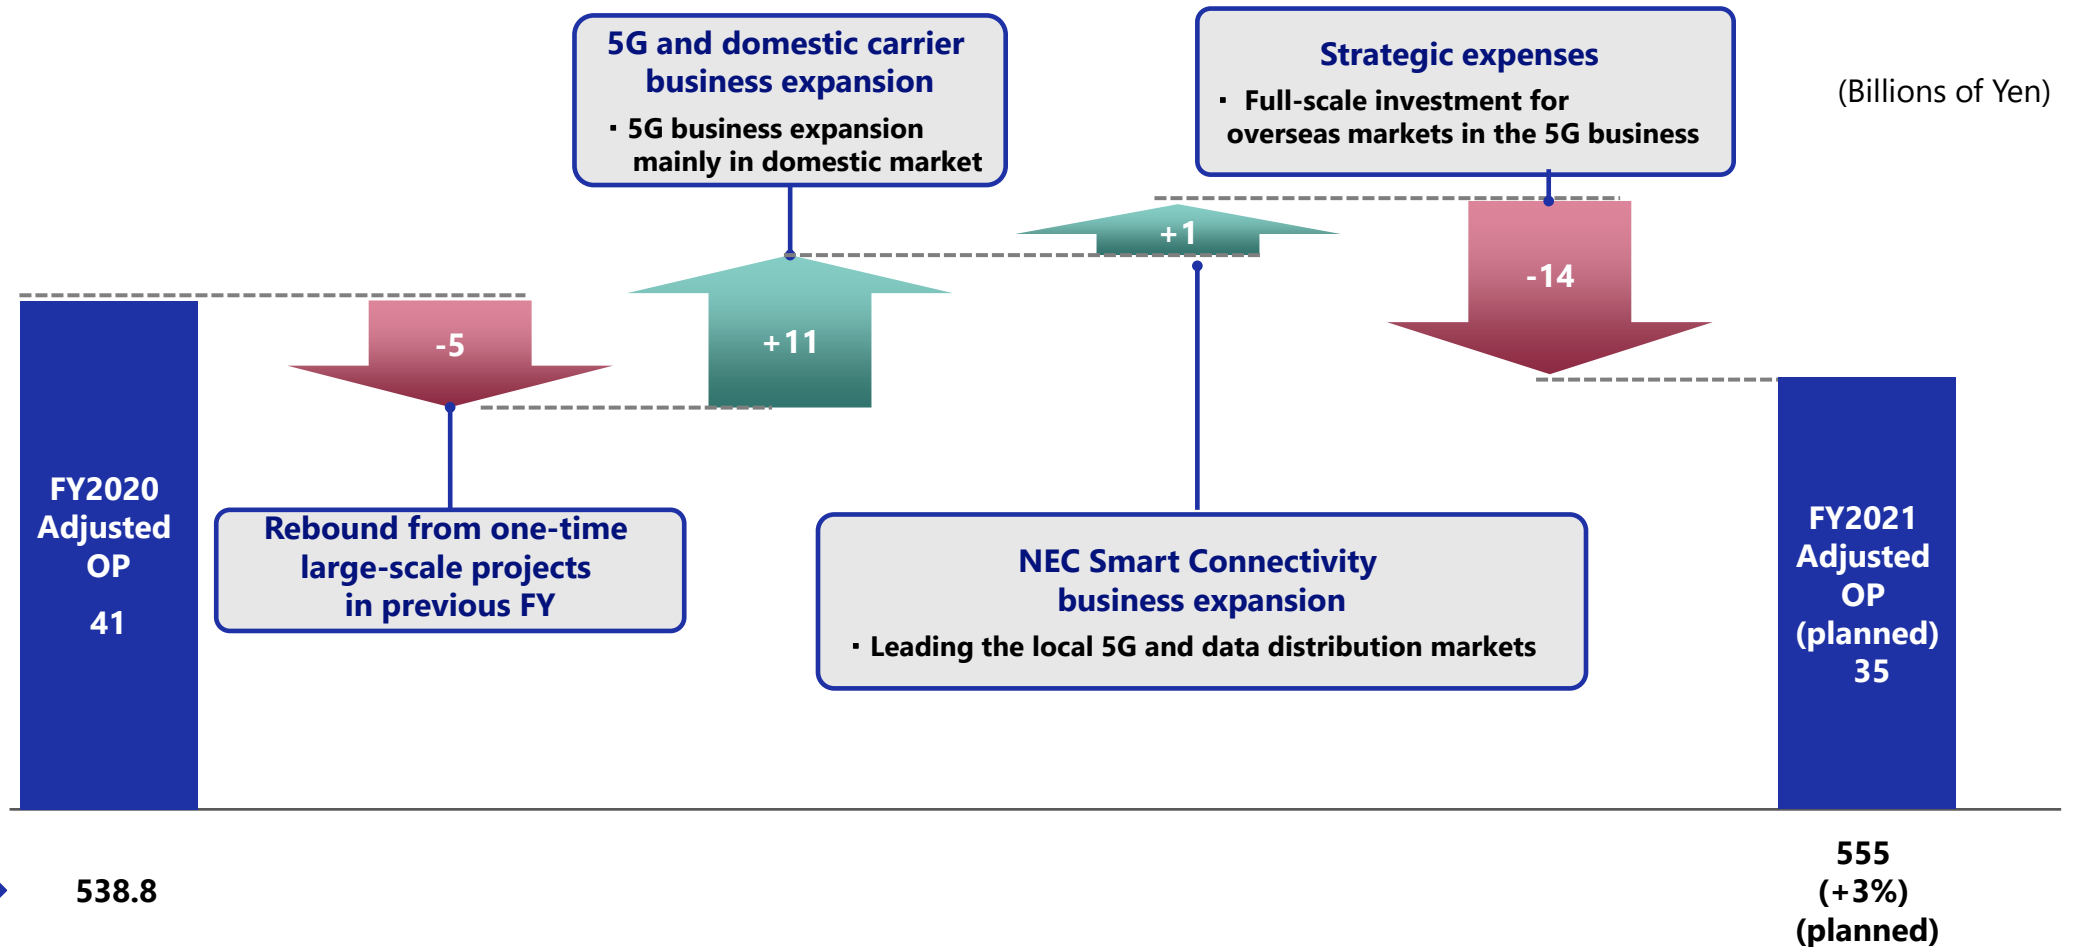 5G and domestic carrier
business expansion
・5G business expansion
mainly in domestic market
Strategic expenses
・ Full-scale investment for
overseas markets in the 5G business
(Billions of Yen)
-5
+11
+1
-14
FY2020
Adjusted
OP
41
Rebound from one-time
large-scale projects
in previous FY
NEC Smart Connectivity
business expansion
・Leading the local 5G and data distribution markets
FY2021
Adjusted
OP
(planned)
35
538.8
555
(+3%)
(planned)